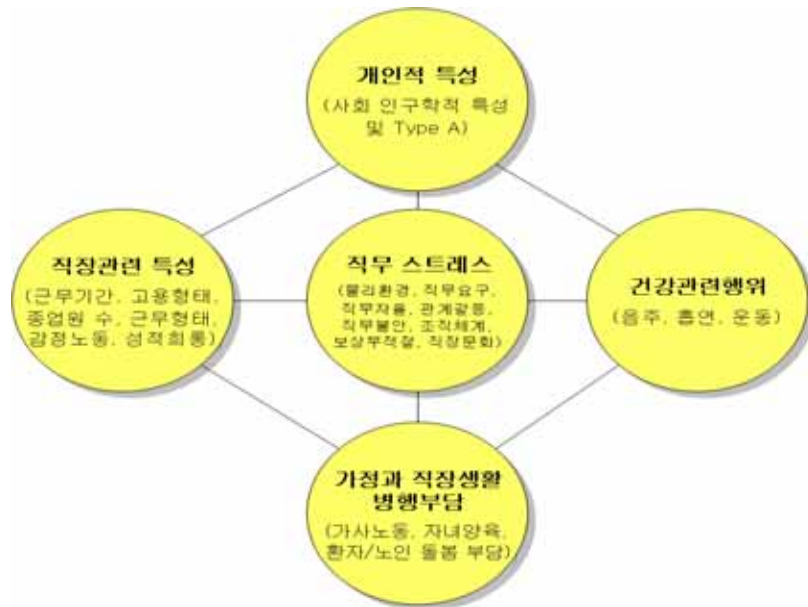 개인적 특성
(사회 인구학적 특성
및 Type A)
직장관련 특성
(근무기간, 고용형태,
종업원 수, 근무형태,
감정노동, 성적희롱)
직무 스트레스
(물리환경, 직무요구,
직무자율, 관계갈등,
직무불안, 조직체계,
보상부적절, 직장문화)
건강관련행위
(음주, 흡연, 운동)
가정과 직장생활
병행부담
(가사노동, 자녀양육,
환자/노인 돌봄 부담)